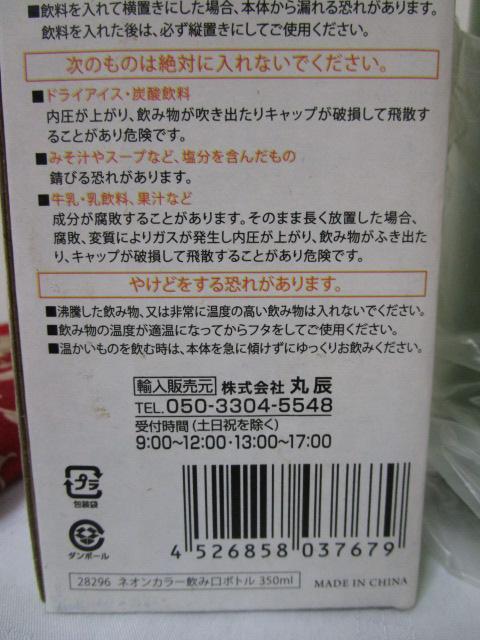 ■飲料を入れて横置きにした場合、本体から漏れる恐れがあります。
飲料を入れた後は、必ず縦置きにしてご使用ください。
次のものは絶対に入れないでください。
■ドライアイス・炭酸飲料
内圧が上がり、飲み物が吹き出たりキャップが破損して飛散す
ることがあり危険です。
■みそ汁やスープなど、塩分を含んだもの
錆びる恐れがあります。
■牛乳・乳飲料、果汁など
成分が腐敗することがあります。そのまま長く放置した場合、
腐敗、変質によりガスが発生し内圧が上がり、飲み物がふき出た
り、キャップが破損して飛散することがあり危険です。
やけどをする恐れがあります。
■沸騰した飲み物、又は非常に温度の高い飲み物は入れないでください。
■飲み物の温度が適温になってからフタをしてご使用ください。
■温かいものを飲む時は、本体を急に傾けずにゆっくりお飲みください。
輸入販売元 株式会社 丸辰
TEL.050-3304-5548
受付時間(土日祝を除く)
9:00~12:00・13:00~17:00
プラ
包装袋
ダンボール
4 526858 037679
28296 ネオンカラー飲み口ボトル 350ml
MADE IN CHINA